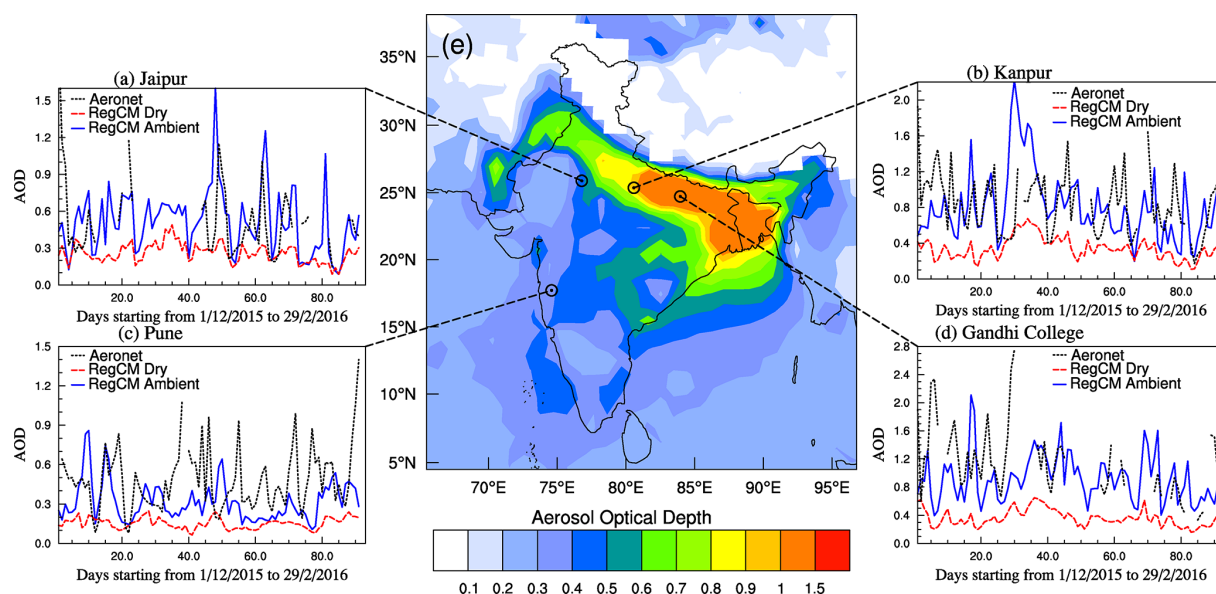 (a) Jaipur
AOD
1.5
1.2
0.9
0.6
0.3
0.0
Aeronet
RegCM Dry
RegCM Ambient
20.0 40.0 60.0 80.0
Days starting from 1/12/2015 to 29/2/2016
(c) Pune
AOD
1.5
1.2
0.9
0.6
0.3
0.0
Aeronet
RegCM Dry
RegCM Ambient
20.0 40.0 60.0 80.0
Days starting from 1/12/2015 to 29/2/2016
(e)
35°N
30°N
25°N
20°N
15°N
10°N
5°N
70°E 75°E 80°E 85°E 90°E 95°E
Aerosol Optical Depth
0.1 0.2 0.3 0.4 0.5 0.6 0.7 0.8 0.9 1 1.5
(b) Kanpur
AOD
2.0
1.6
1.2
0.8
0.4
0.0
Aeronet
RegCM Dry
RegCM Ambient
20.0 40.0 60.0 80.0
Days starting from 1/12/2015 to 29/2/2016
(d) Gandhi College
AOD
2.8
2.4
2.0
1.6
1.2
0.8
0.4
0.0
Aeronet
RegCM Dry
RegCM Ambient
20.0 40.0 60.0 80.0
Days starting from 1/12/2015 to 29/2/2016